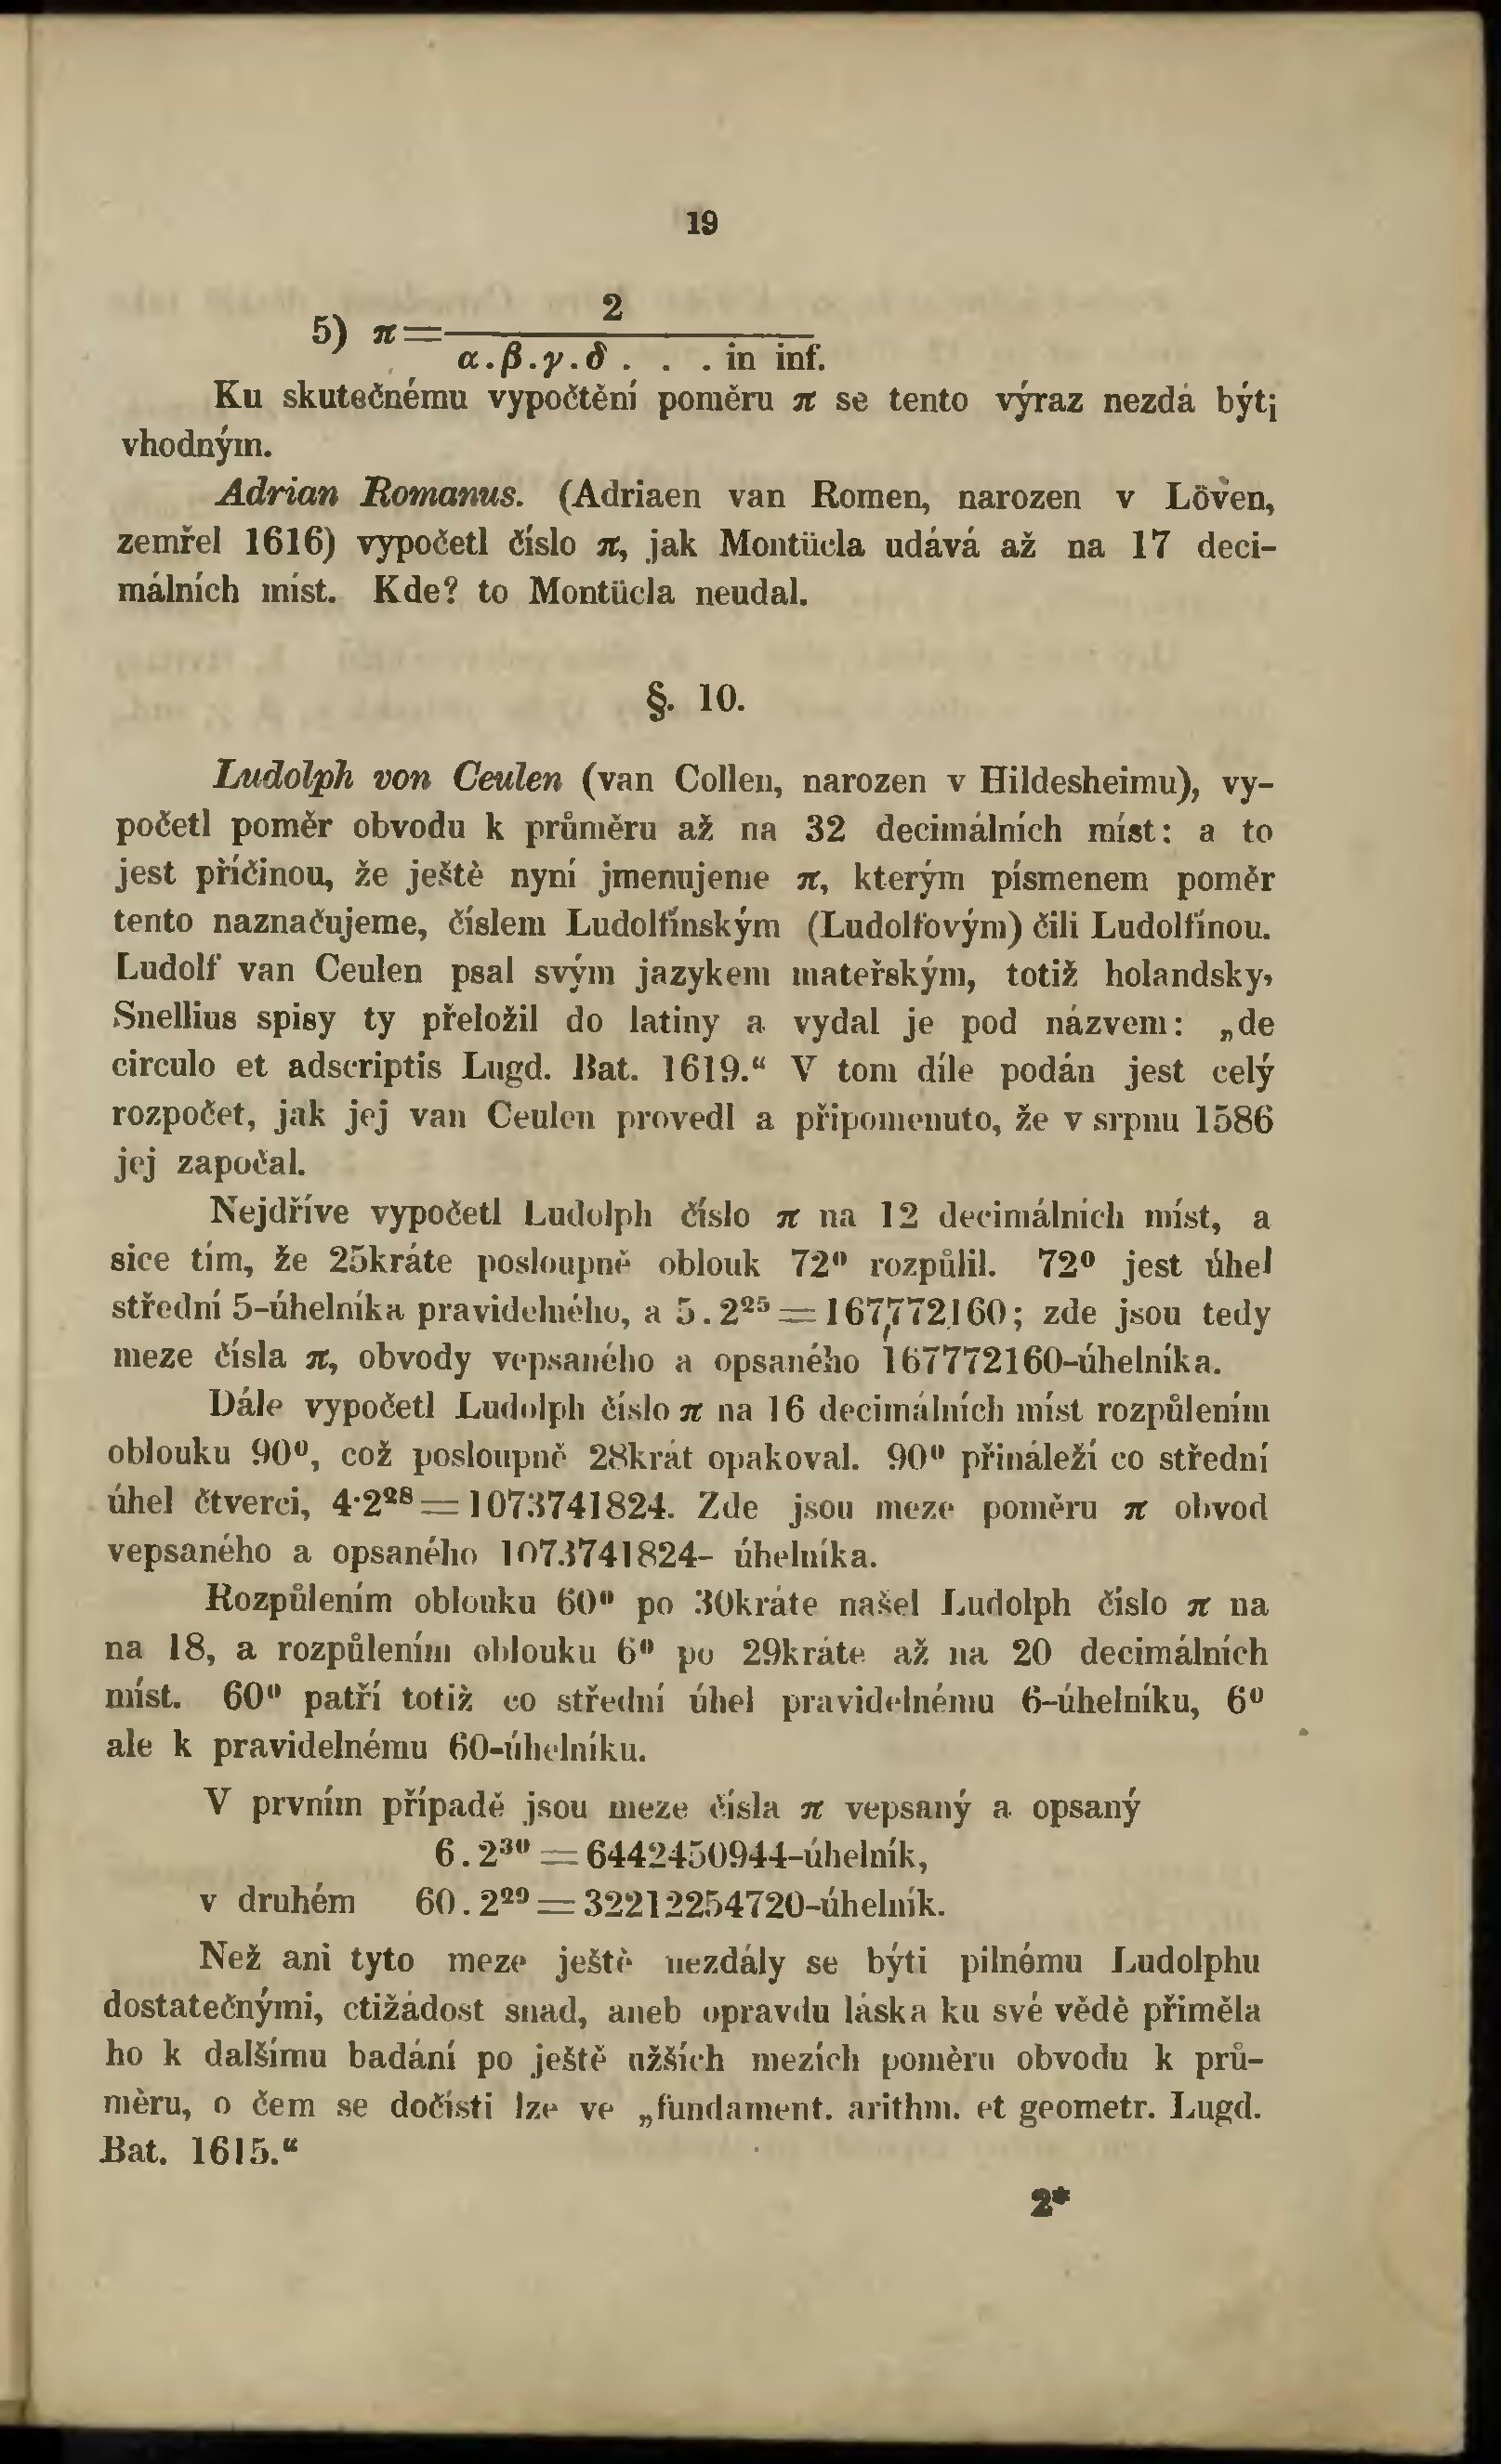 19
5) π = 2
α.β.γ.δ . . . in inf.
Ku skutečnému vypočtění poměru π se tento výraz nezdá býti
vhodným.
Adrian Romanus. (Adriaen van Romen, narozen v Löven,
zemřel 1616) vypočetl číslo π, jak Montücla udává až na 17 deci-
málních míst. Kde? to Montücla neudal.
§. 10.
Ludolph von Ceulen (van Collen, narozen v Hildesheimu), vy-
početl poměr obvodu k průměru až na 32 decimálních míst: a to
jest příčinou, že ještě nyní jmenujeme π, kterým písmenem poměr
tento naznačujeme, číslem Ludolfínským (Ludolfovým) čili Ludolfínou.
Ludolf van Ceulen psal svým jazykem mateřským, totiž holandsky,
Snellius spisy ty přeložil do latiny a vydal je pod názvem: „de
circulo et adscriptis Lugd. Bat. 1619.“ V tom díle podán jest celý
rozpočet, jak jej van Ceulen provedl a připomenuto, že v srpnu 1586
jej započal.
Nejdříve vypočetl Ludolph číslo π na 12 decimálních míst, a
sice tím, že 25kráte posloupně oblouk 72⁰ rozpůlil. 72⁰ jest úhel
střední 5-úhelníka pravidelného, a 5.2²⁵ = 167,772.160; zde jsou tedy
meze čísla π, obvody vepsaného a opsaného 167772160-úhelníka.
Dále vypočetl Ludolph číslo π na 16 decimálních míst rozpůlením
oblouku 90⁰, což posloupně 28krát opakoval. 90⁰ přináleží co střední
úhel čtverci, 4·2²⁸ = 1073741824. Zde jsou meze poměru π obvod
vepsaného a opsaného 1073741824- úhelníka.
Rozpůlením oblouku 60⁰ po 30kráte našel Ludolph číslo π na
na 18, a rozpůlením oblouku 6⁰ po 29kráte až na 20 decimálních
míst. 60⁰ patří totiž co střední úhel pravidelnému 6-úhelníku, 6⁰
ale k pravidelnému 60-úhelníku.
V prvním případě jsou meze čísla π vepsaný a opsaný
6.2³⁰ = 6442450944-úhelník,
v druhém 60.2²⁹ = 32212254720-úhelník.
Než ani tyto meze ještě nezdály se býti pilnému Ludolphu
dostatečnými, ctižádost snad, aneb opravdu láska ku své vědě přiměla
ho k dalšímu badání po ještě užších mezích poměru obvodu k prů-
měru, o čem se dočísti lze ve „fundament. arithm. et geometr. Lugd.
Bat. 1615.“
2*